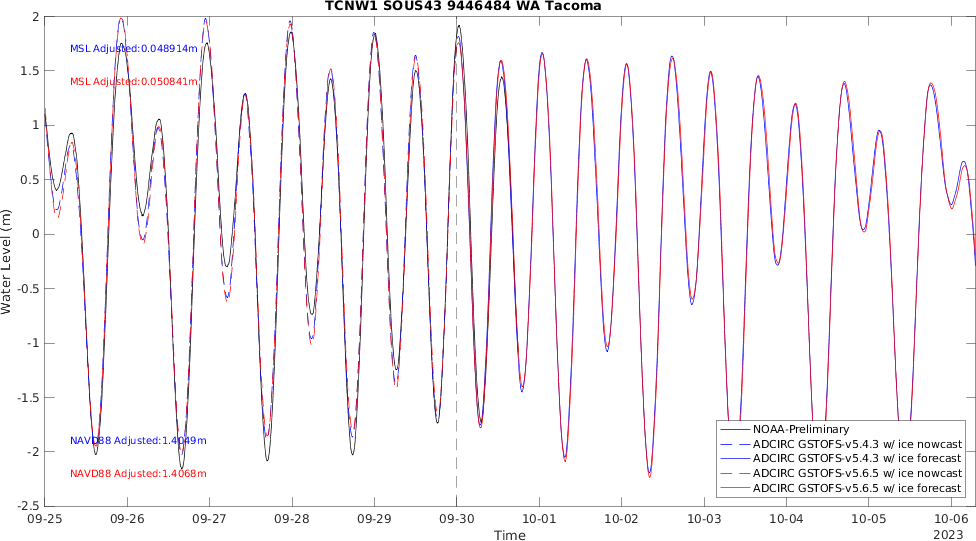 TCNW1 SOUS43 9446484 WA Tacoma
2
1.5
1
0.5
0
-0.5
-1
-1.5
-2
-2.5
Water Level (m)
MSL Adjusted:0.048914m
MSL Adjusted:0.050841m
NAVD88 Adjusted:1.4049m
NAVD88 Adjusted:1.4068m
NOAA-Preliminary
ADCIRC GSTOFS-v5.4.3 w/ ice nowcast
ADCIRC GSTOFS-v5.4.3 w/ ice forecast
ADCIRC GSTOFS-v5.6.5 w/ ice nowcast
ADCIRC GSTOFS-v5.6.5 w/ ice forecast
09-25 09-26 09-27 09-28 09-29 09-30 10-01 10-02 10-03 10-04 10-05 10-06
2023
Time